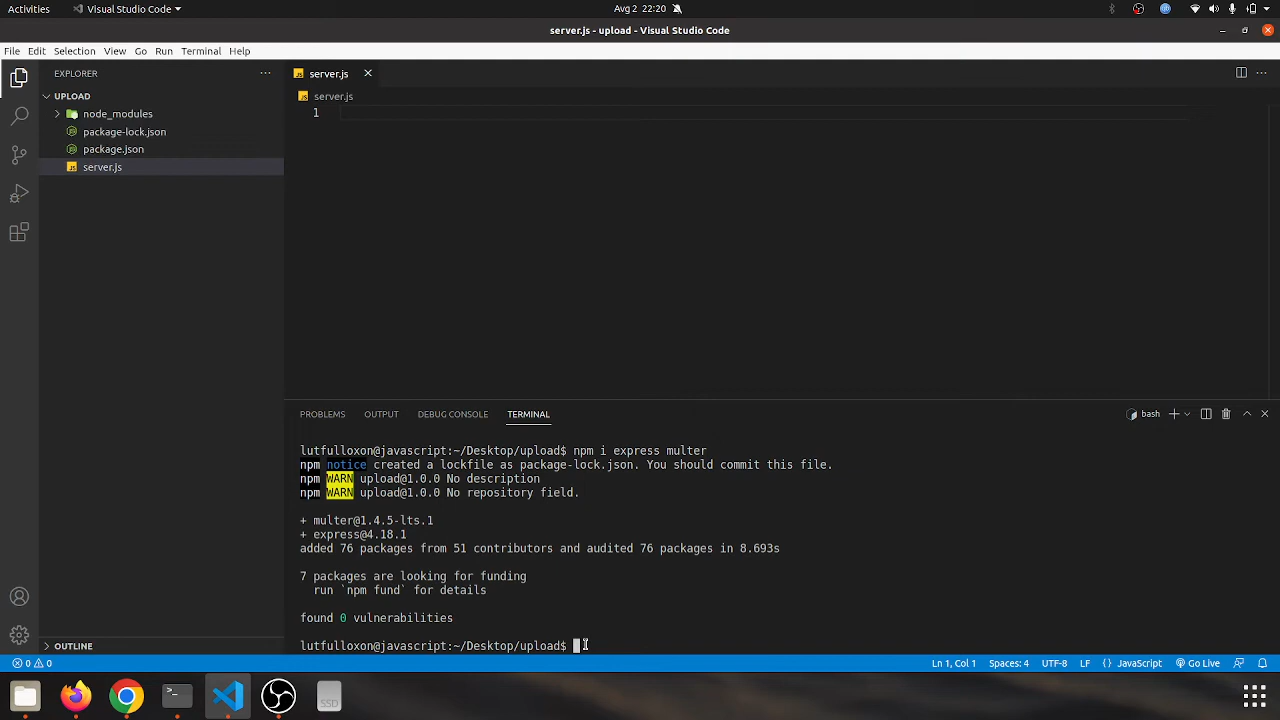 Activities
Visual Studio Code
Avg 2 22:20
server.js - upload - Visual Studio Code
File Edit Selection View Go Run Terminal Help
EXPLORER
UPLOAD
node_modules
package-lock.json
package.json
server.js
OUTLINE
server.js
server.js
1
PROBLEMS OUTPUT DEBUG CONSOLE TERMINAL
bash
lutfulloxon@javascript:~/Desktop/upload$ npm i express multer
npm notice created a lockfile as package-lock.json. You should commit this file.
npm WARN upload@1.0.0 No description
npm WARN upload@1.0.0 No repository field.
+ multer@1.4.5-lts.1
+ express@4.18.1
added 76 packages from 51 contributors and audited 76 packages in 8.693s
7 packages are looking for funding
run `npm fund` for details
found 0 vulnerabilities
lutfulloxon@javascript:~/Desktop/upload$
0 0
Ln 1, Col 1 Spaces: 4 UTF-8 LF {} JavaScript Go Live
SSD